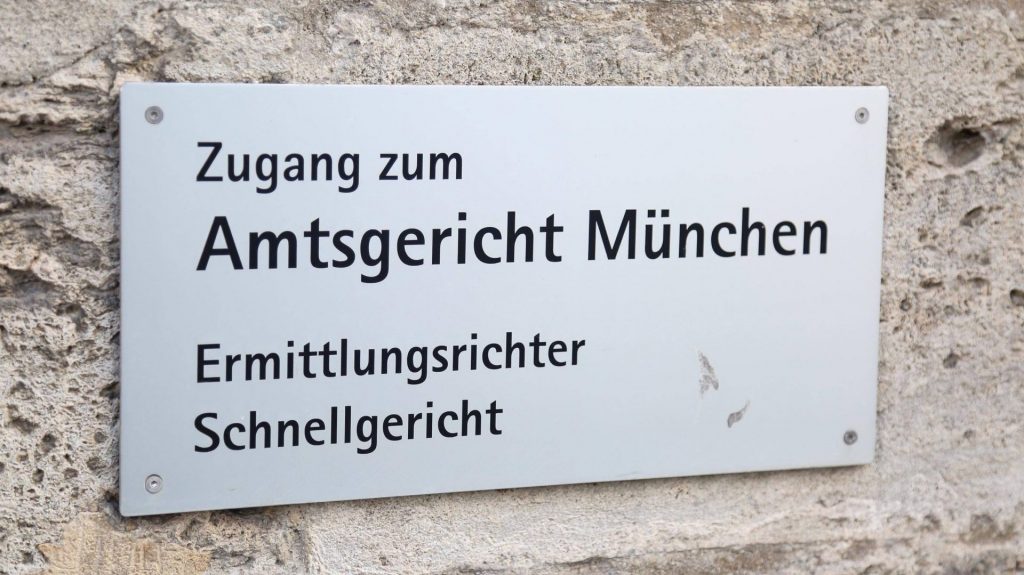 Zugang zum
Amtsgericht München
Ermittlungsrichter
Schnellgericht